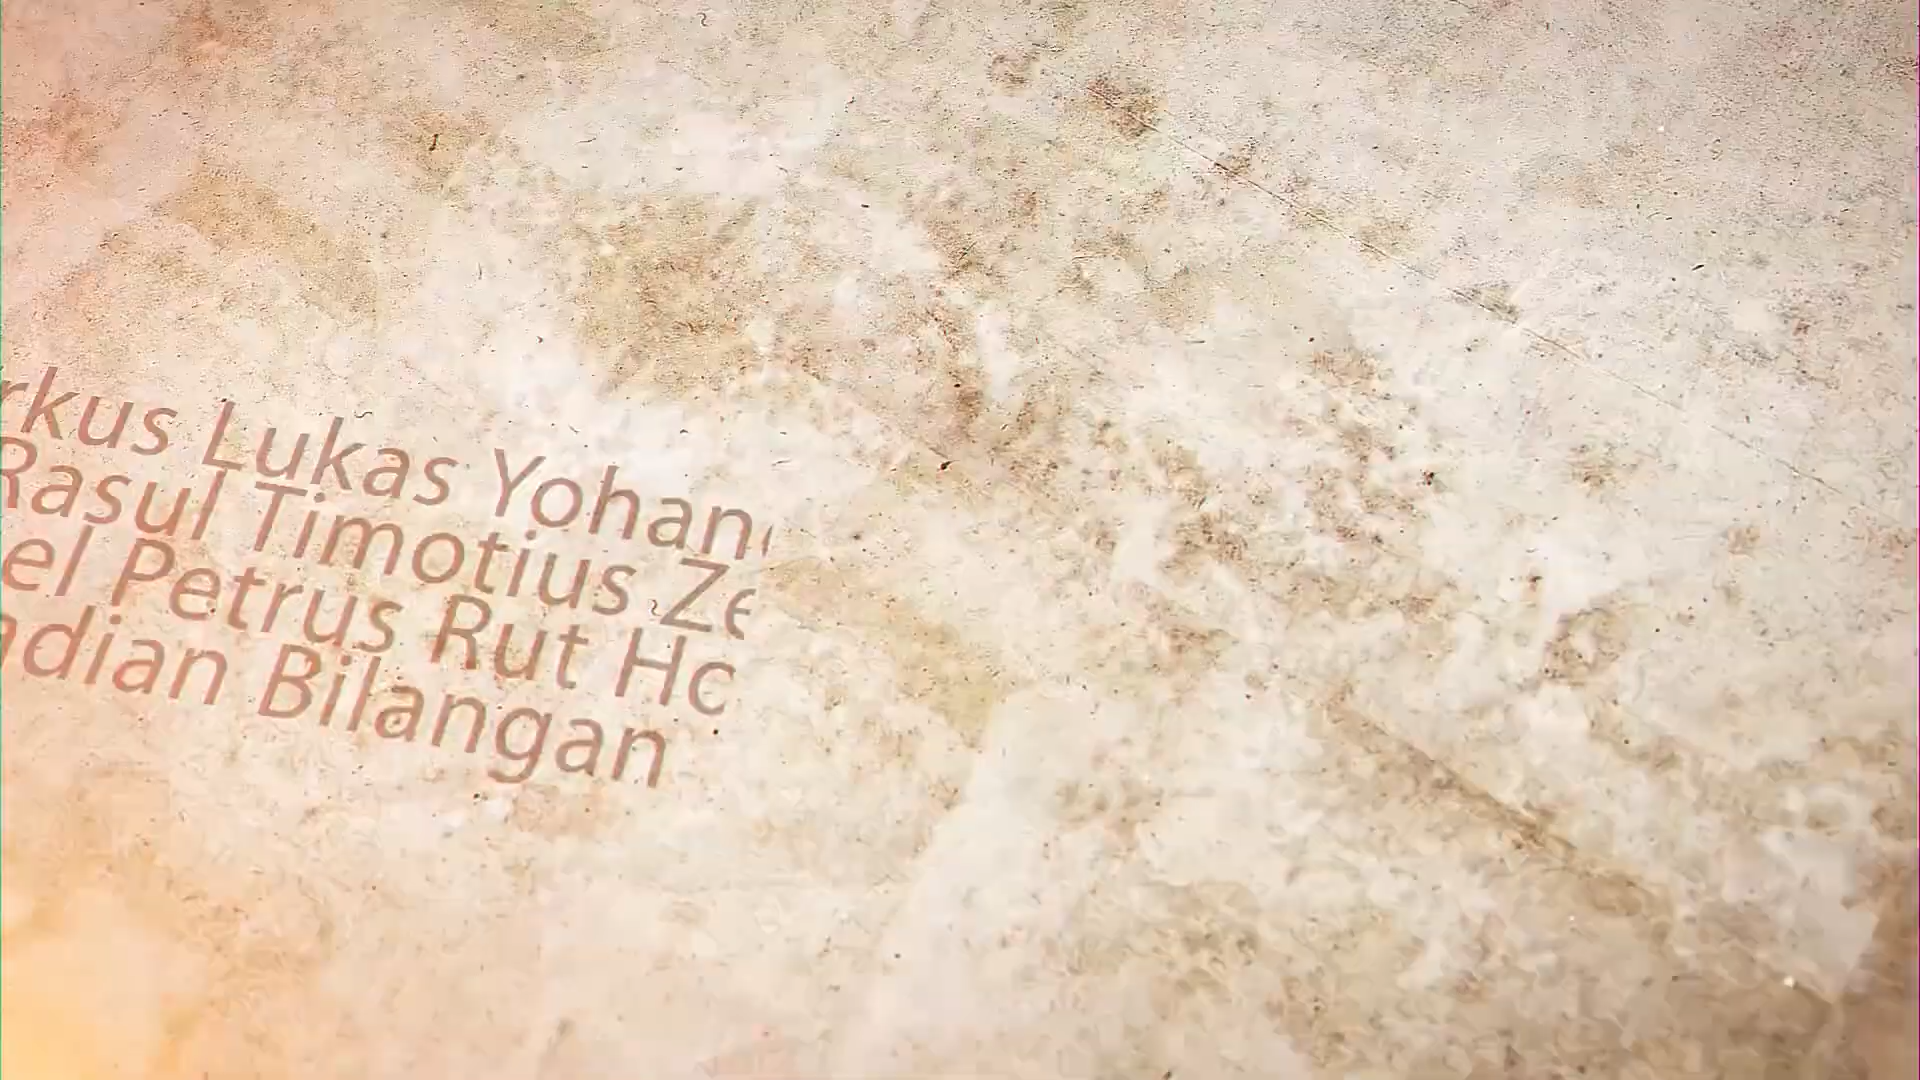 rkus Lukas Yohan
Rasul Timotius Ze
el Petrus Rut Ho
adian Bilangan